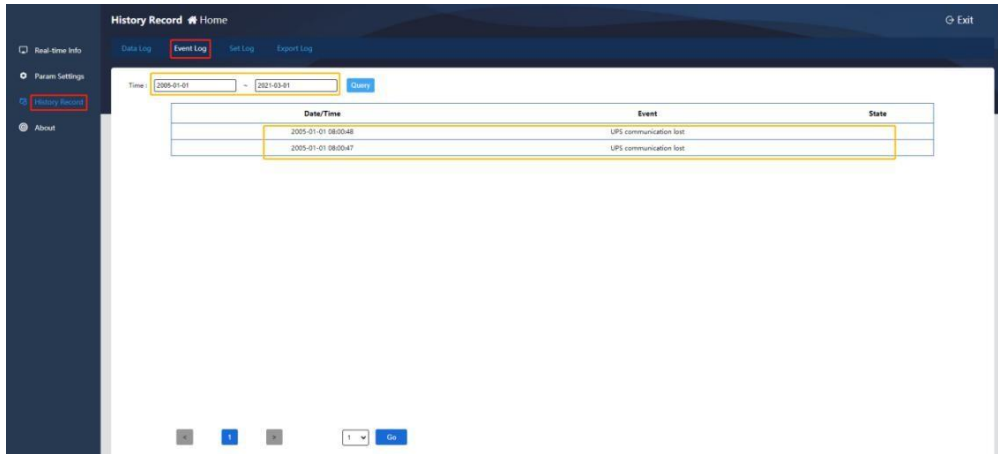 History Record Home
Exit
Real-time Info
Param Settings
History Record
About
Data Log Event Log Set Log Export Log
Time : 2005-01-01 ~ 2021-03-01 Query
Date/Time Event State
2005-01-01 08:00:48 UPS communication lost
2005-01-01 08:00:47 UPS communication lost
« 1 » 1 Go